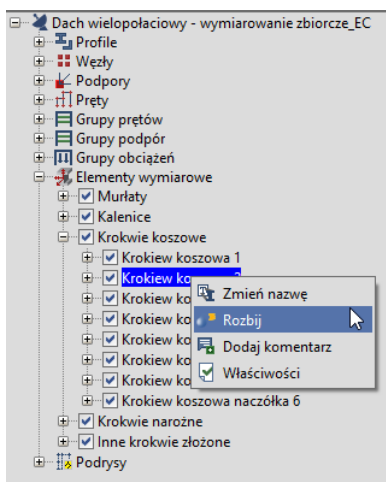 Dach wielopołaciowy - wymiarowanie zbiorcze_EC
Profile
Węzły
Podpory
Pręty
Grupy prętów
Grupy podpór
Grupy obciążeń
Elementy wymiarowe
Murłaty
Kalenice
Krokwie koszowe
Krokiew koszowa 1
Krokiew ko
Zmień nazwę
Krokiew ko
Rozbij
Krokiew ko
Dodaj komentarz
Krokiew ko
Właściwości
Krokiew ko
Krokiew ko
Krokiew koszowa naczółka 6
Krokwie narożne
Inne krokwie złożone
Podrysy